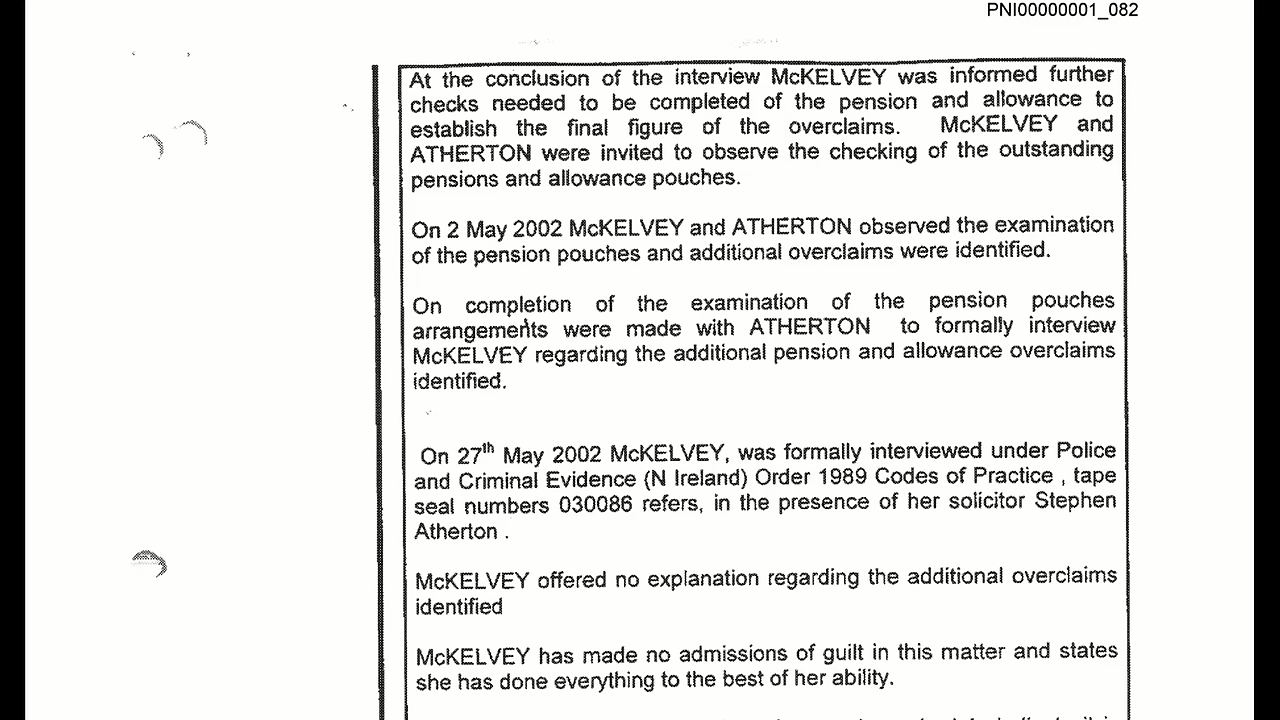 PNI00000001_082
At the conclusion of the interview McKELVEY was informed further
checks needed to be completed of the pension and allowance to
establish the final figure of the overclaims. McKELVEY and
ATHERTON were invited to observe the checking of the outstanding
pensions and allowance pouches.
On 2 May 2002 McKELVEY and ATHERTON observed the examination
of the pension pouches and additional overclaims were identified.
On completion of the examination of the pension pouches
arrangements were made with ATHERTON to formally interview
McKELVEY regarding the additional pension and allowance overclaims
identified.
On 27th May 2002 McKELVEY, was formally interviewed under Police
and Criminal Evidence (N Ireland) Order 1989 Codes of Practice , tape
seal numbers 030086 refers, in the presence of her solicitor Stephen
Atherton .
McKELVEY offered no explanation regarding the additional overclaims
identified
McKELVEY has made no admissions of guilt in this matter and states
she has done everything to the best of her ability.